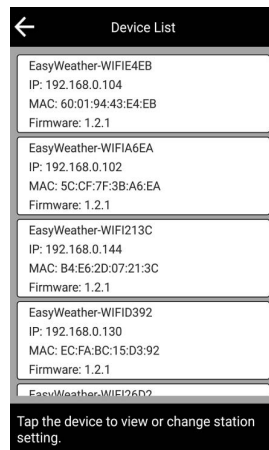 Device List
EasyWeather-WIFIE4EB
IP: 192.168.0.104
MAC: 60:01:94:43:E4:EB
Firmware: 1.2.1
EasyWeather-WIFIA6EA
IP: 192.168.0.102
MAC: 5C:CF:7F:3B:A6:EA
Firmware: 1.2.1
EasyWeather-WIFI213C
IP: 192.168.0.144
MAC: B4:E6:2D:07:21:3C
Firmware: 1.2.1
EasyWeather-WIFID392
IP: 192.168.0.130
MAC: EC:FA:BC:15:D3:92
Firmware: 1.2.1
EasyWeather-WIFI26D2
Tap the device to view or change station
setting.